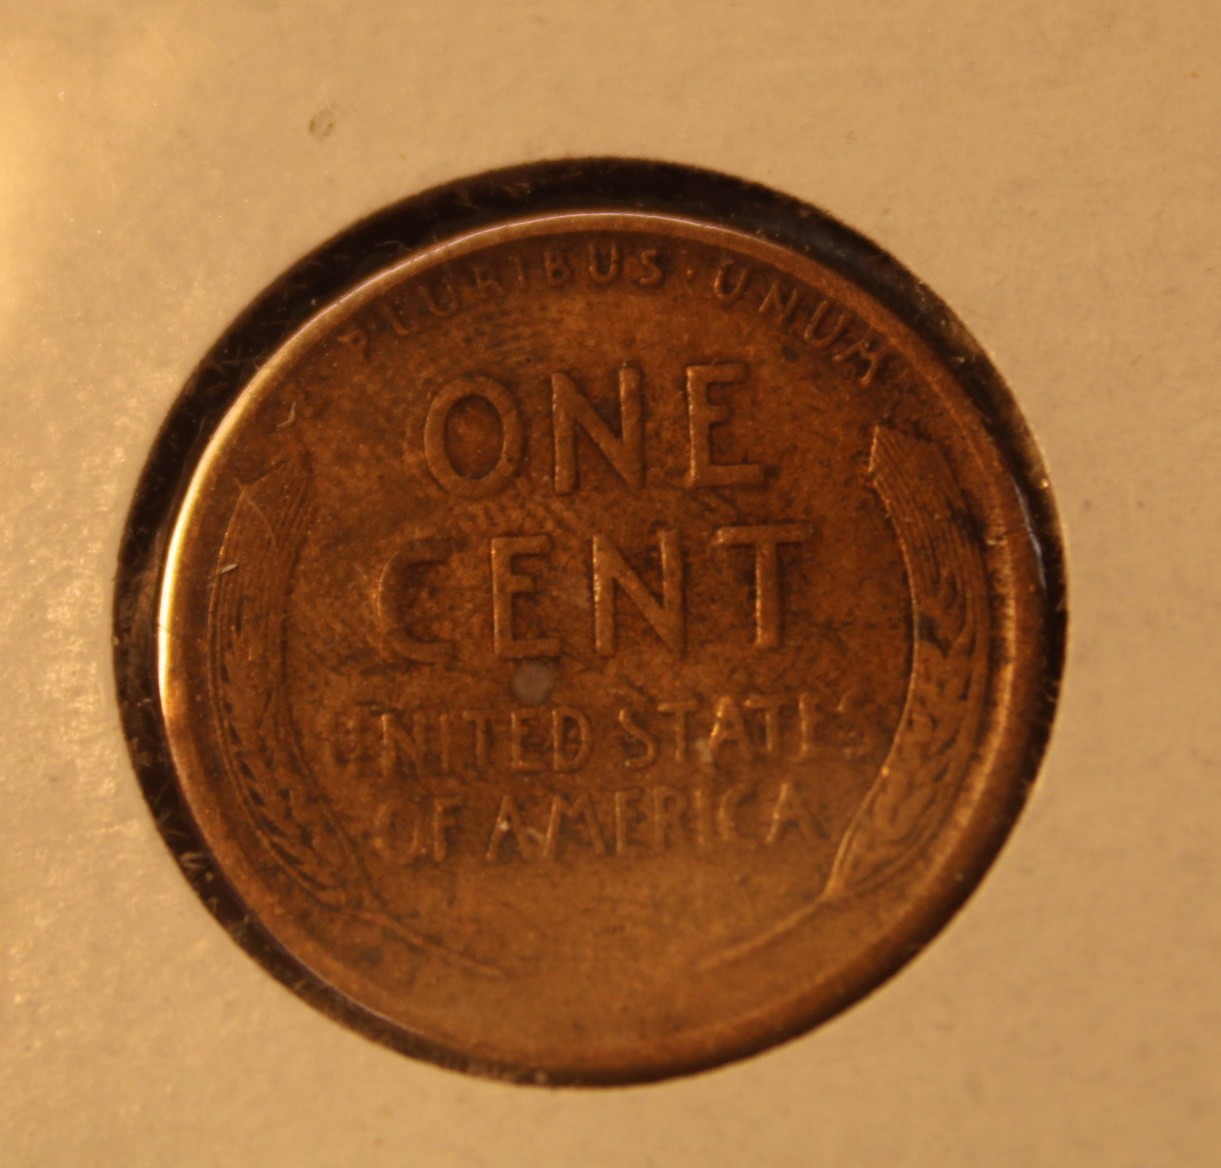 PLURIBUS · UNUM
ONE
CENT
UNITED STATES
OF AMERICA